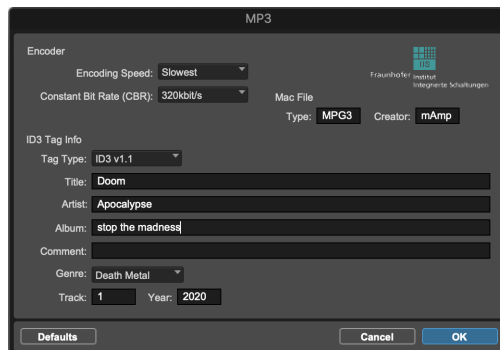 MP3
Encoder
Encoding Speed: Slowest
Constant Bit Rate (CBR): 320kbit/s
IIS
Fraunhofer Institut
Integrierte Schaltungen
Mac File
Type: MPG3 Creator: mAmp
ID3 Tag Info
Tag Type: ID3 v1.1
Title: Doom
Artist: Apocalypse
Album: stop the madness
Comment:
Genre: Death Metal
Track: 1 Year: 2020
Defaults Cancel OK